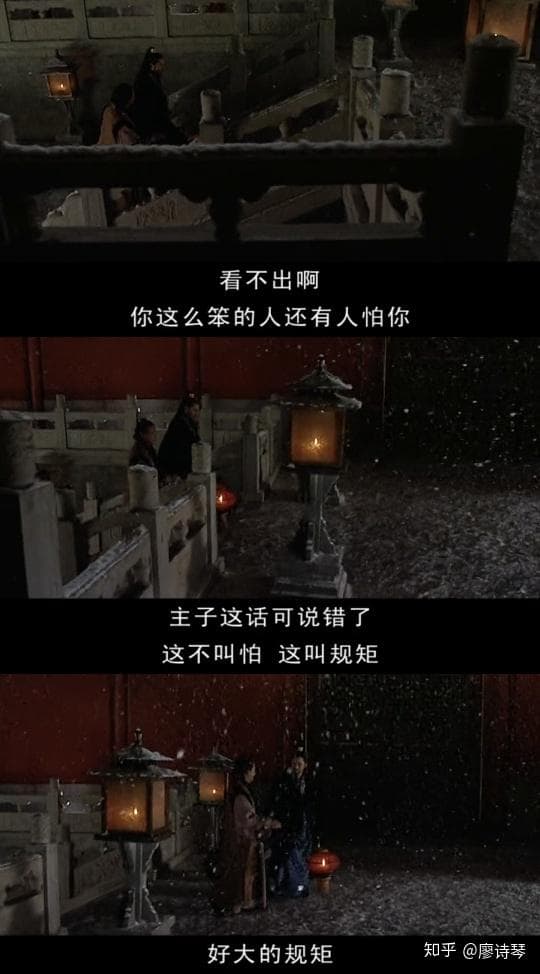 看不出啊
你这么笨的人还有人怕你
主子这话可说错了
这不叫怕 这叫规矩
好大的规矩
知乎 @廖诗琴